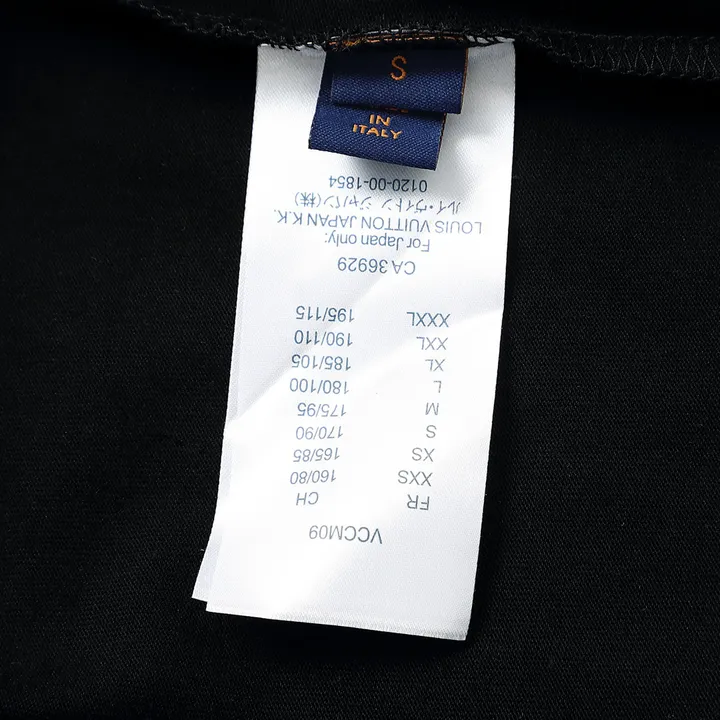 S
IN
ITALY
VCCM09
FR CH
XXS 160/80
XS 165/85
S 170/90
M 175/95
L 180/100
XL 185/105
XXL 190/110
XXXL 195/115
CA 36929
For Japan only:
LOUIS VUITTON JAPAN K.K.
ルイ・ヴィトン ジャパン(株)
0120-00-1854